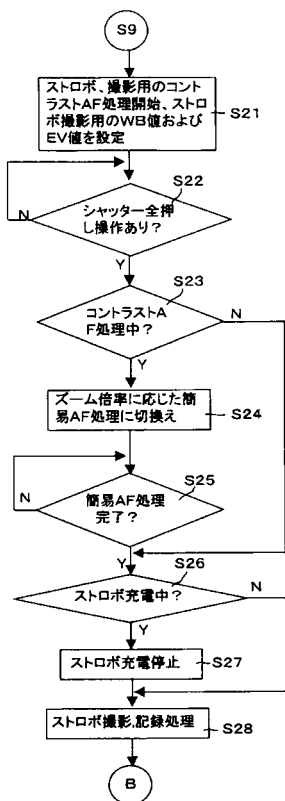 S9
ストロボ、撮影用のコント
ラストAF処理開始、ストロ
ボ撮影用のWB値および
EV値を設定
S21
S22
シャッター全押
し操作あり?
N
Y
S23
コントラストA
F処理中?
N
Y
ズーム倍率に応じた簡
易AF処理に切換え
S24
S25
簡易AF処理
完了?
N
Y
S26
ストロボ充電中?
N
Y
ストロボ充電停止
S27
ストロボ撮影,記録処理
S28
B